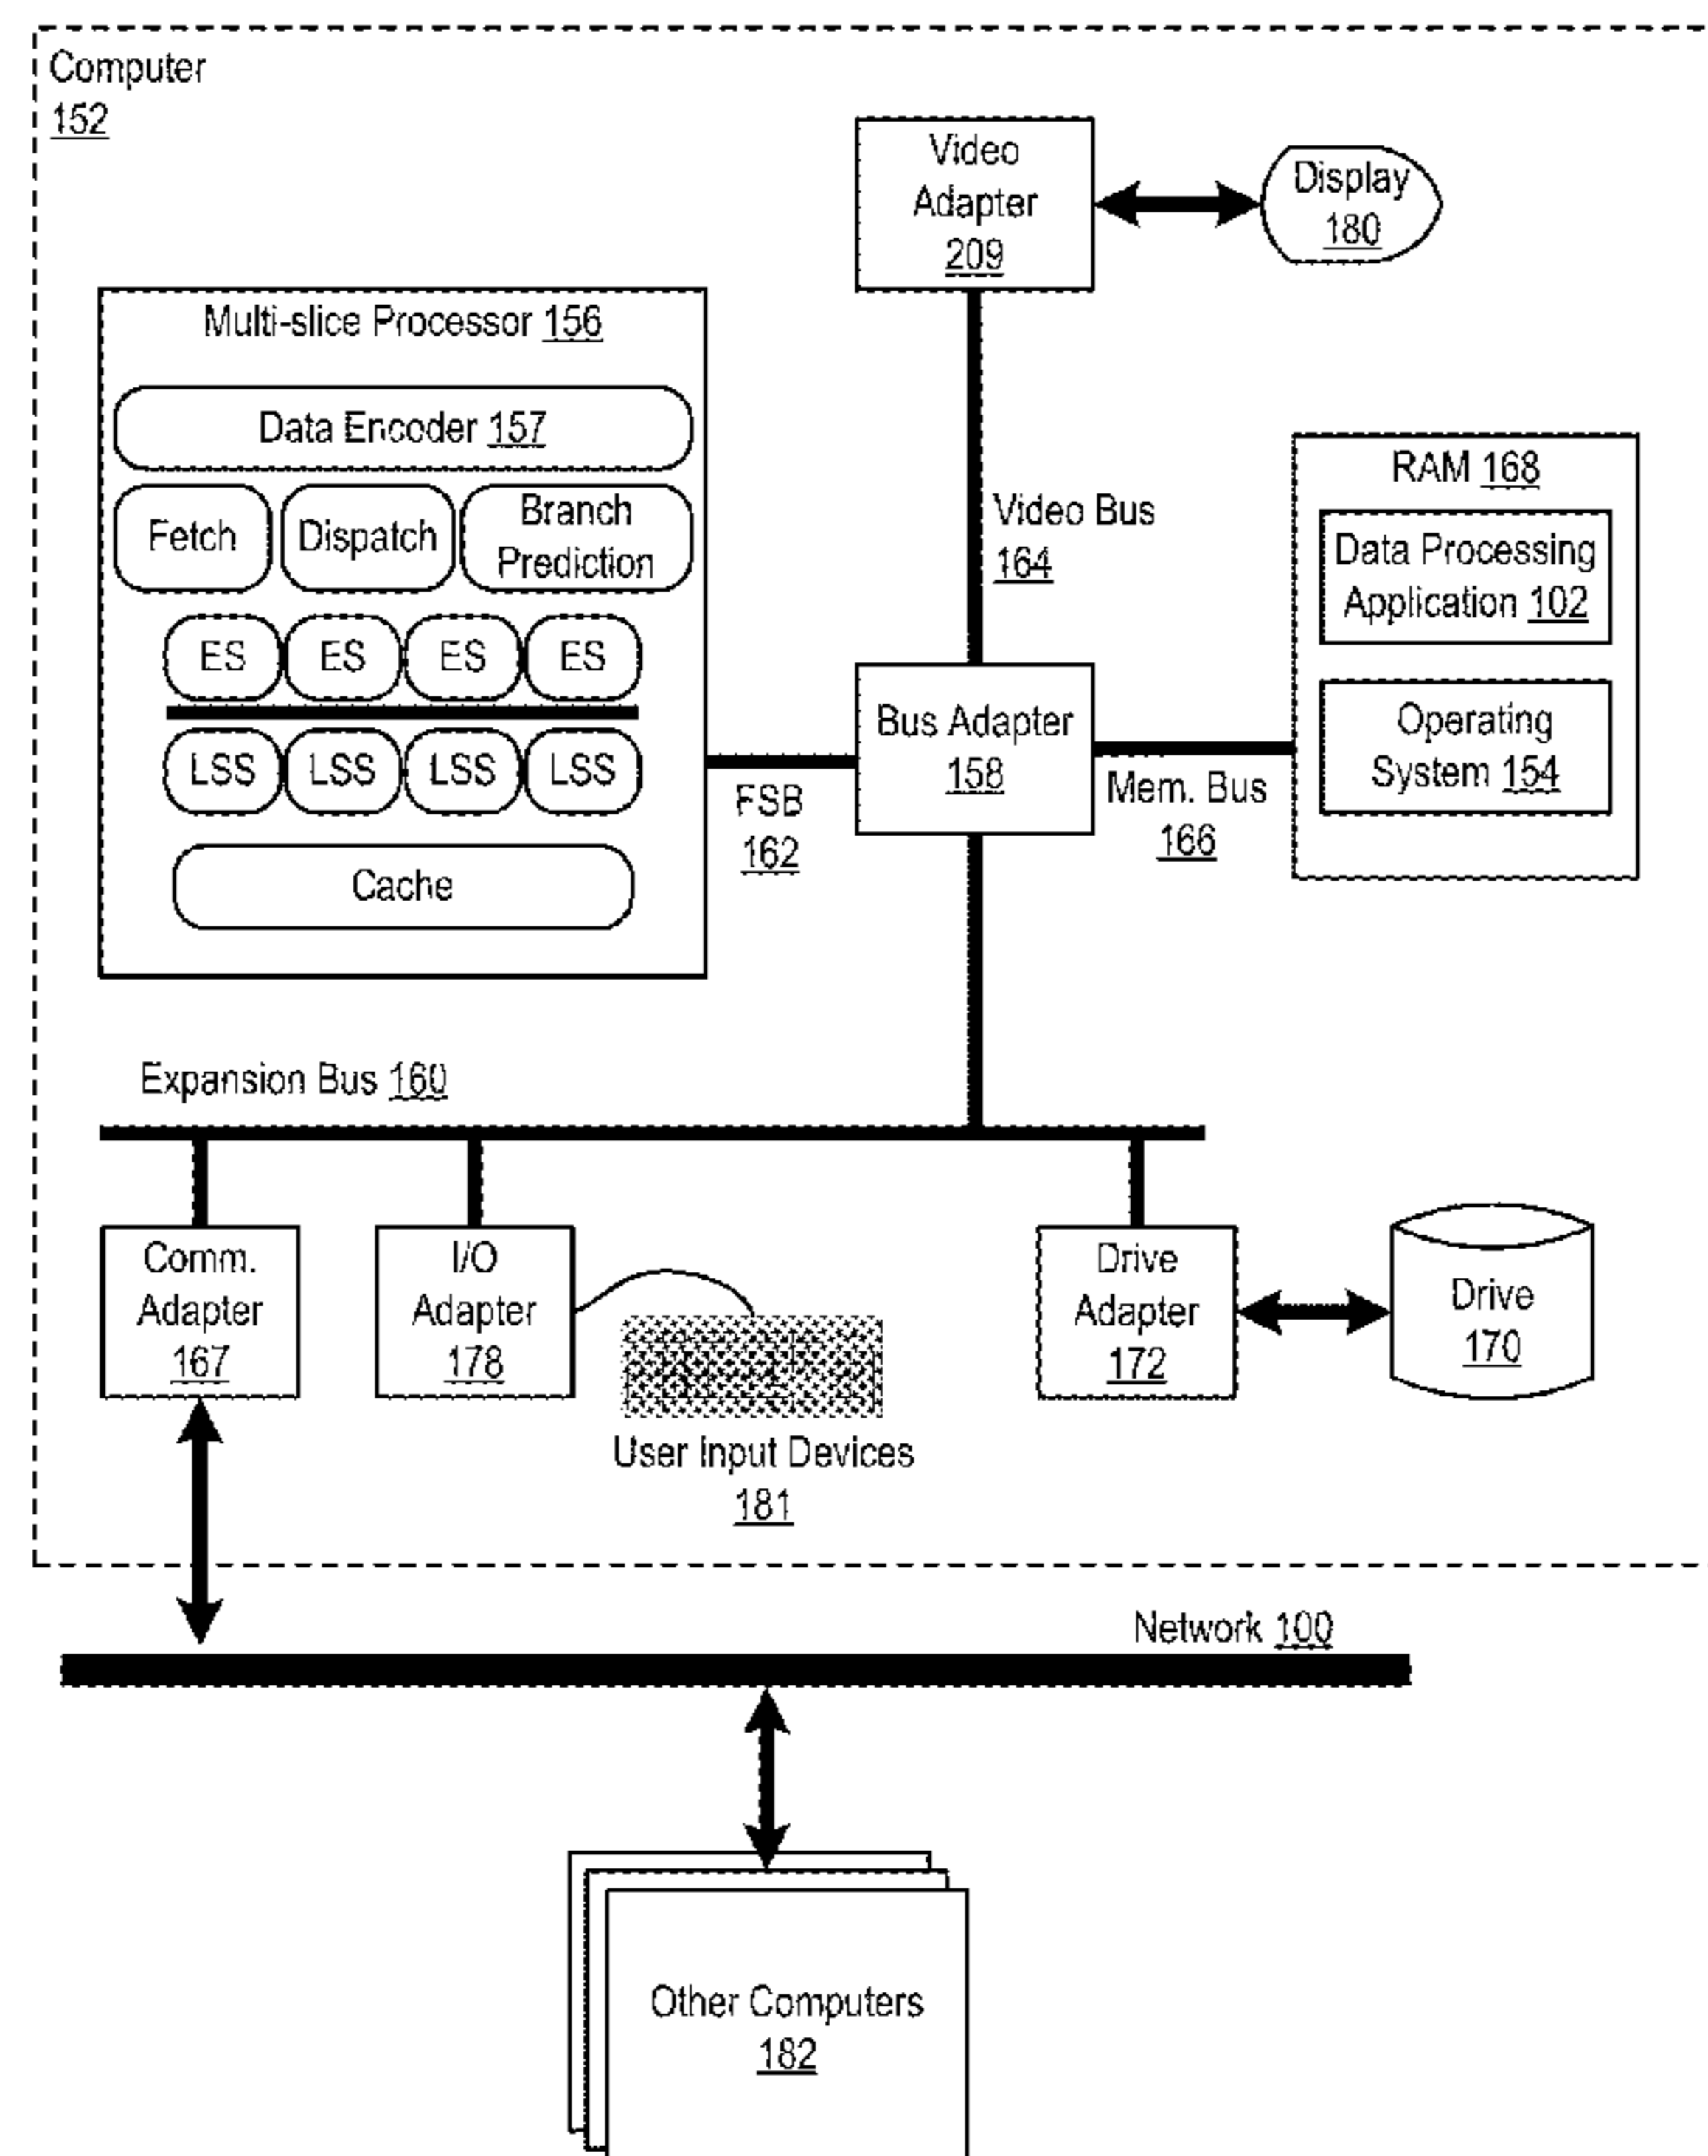 Computer
152
Video
Adapter
209
Display
180
Multi-slice Processor 156
Data Encoder 157
Fetch
Dispatch
Branch
Prediction
ES
ES
ES
ES
LSS
LSS
LSS
LSS
Cache
Video Bus
164
RAM 168
Data Processing
Application 102
Operating
System 154
Bus Adapter
158
FSB
162
Mem. Bus
166
Expansion Bus 160
Comm.
Adapter
167
I/O
Adapter
178
User Input Devices
181
Drive
Adapter
172
Drive
170
Network 100
Other Computers
182